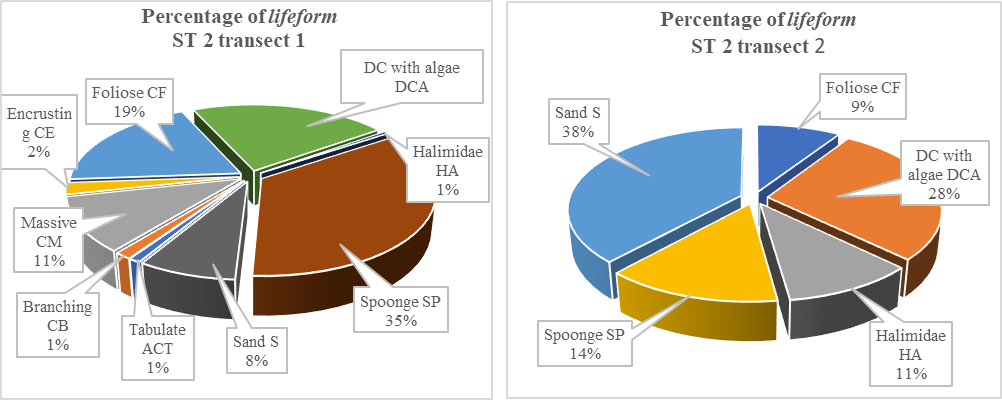 Percentage of lifeform
ST 2 transect 1
DC with algae
DCA
Foliose CF
19%
Encrustin
g CE
2%
Halimidae
HA
1%
Massive
CM
11%
Branching
CB
1%
Tabulate
ACT
1%
Sand S
8%
Spoonge SP
35%
Percentage of lifeform
ST 2 transect 2
Foliose CF
9%
Sand S
38%
DC with
algae DCA
28%
Spoonge SP
14%
Halimidae
HA
11%